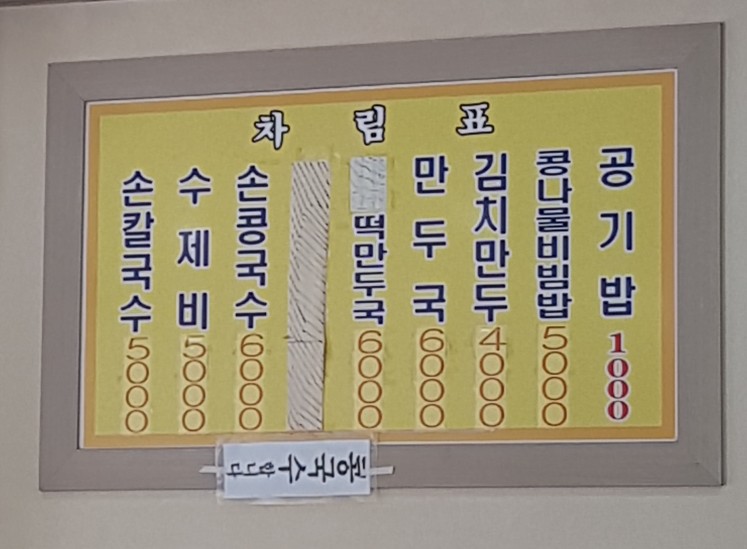 차림표
손칼국수 5000
수제비 5000
손콩국수 6000
떡만두국 6000
만두국 6000
김치만두 4000
콩나물비빔밥 5000
공기밥 1000
콩국수 합니다